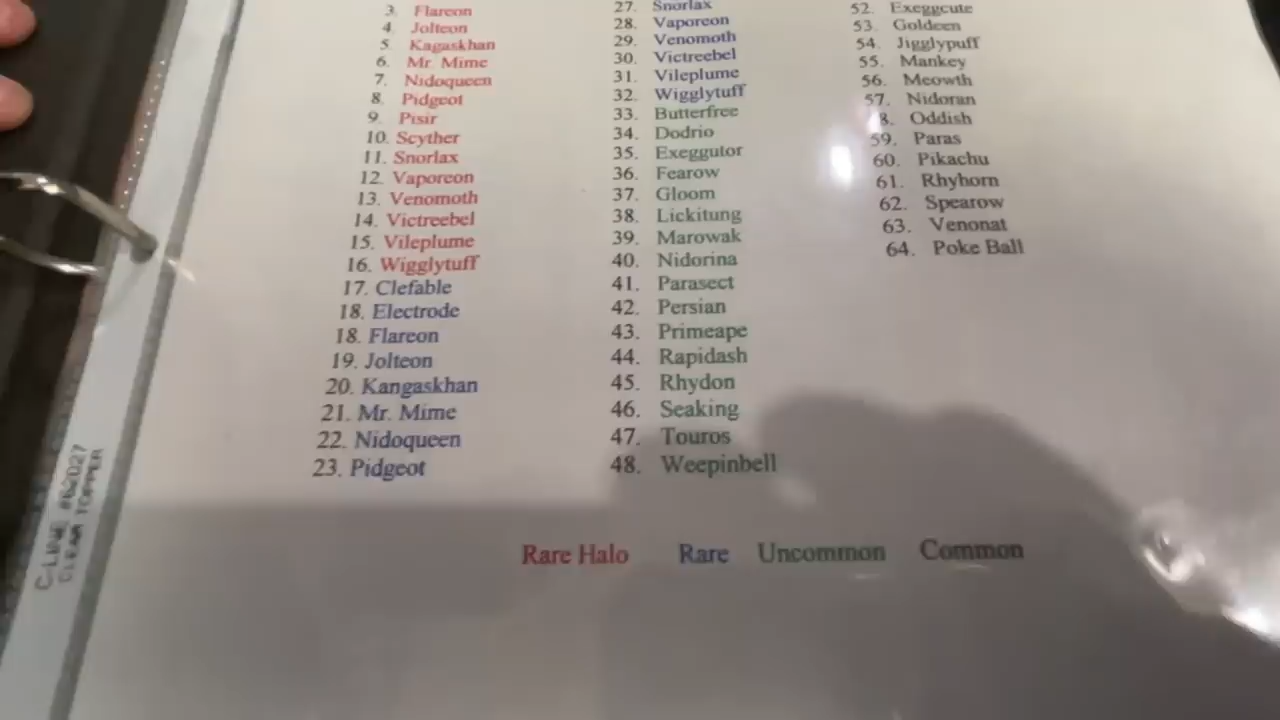 3. Flareon
4. Jolteon
5. Kagaskhan
6. Mr. Mime
7. Nidoqueen
8. Pidgeot
9. Pisir
10. Scyther
11. Snorlax
12. Vaporeon
13. Venomoth
14. Victreebel
15. Vileplume
16. Wigglytuff
17. Clefable
18. Electrode
18. Flareon
19. Jolteon
20. Kangaskhan
21. Mr. Mime
22. Nidoqueen
23. Pidgeot
27. Snorlax
28. Vaporeon
29. Venomoth
30. Victreebel
31. Vileplume
32. Wigglytuff
33. Butterfree
34. Dodrio
35. Exeggutor
36. Fearow
37. Gloom
38. Lickitung
39. Marowak
40. Nidorina
41. Parasect
42. Persian
43. Primeape
44. Rapidash
45. Rhydon
46. Seaking
47. Touros
48. Weepinbell
52. Exeggcute
53. Goldeen
54. Jigglypuff
55. Mankey
56. Meowth
57. Nidoran
8. Oddish
59. Paras
60. Pikachu
61. Rhyhorn
62. Spearow
63. Venonat
64. Poke Ball
Rare Halo Rare Uncommon Common
C-LINE #62027
CLEAR TOPPER